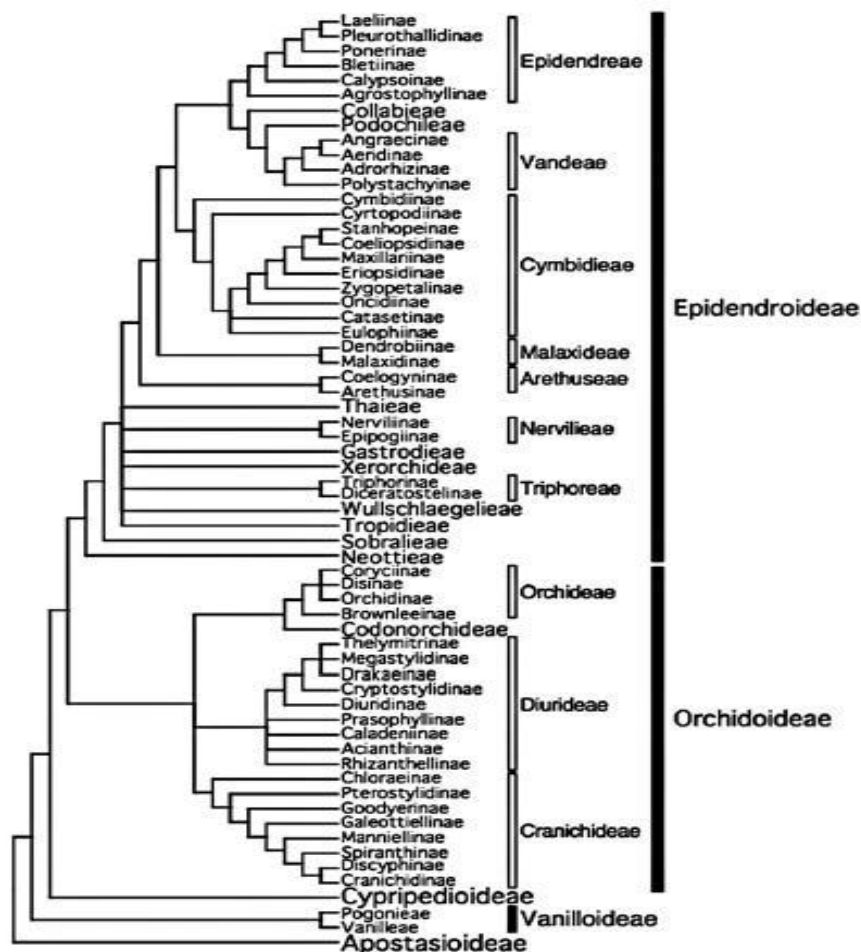 Laeliinae
Pleurothallidinae
Ponerinae
Bletiinae
Calypsoinae
Agrostophyllinae
Epidendreae
Collabieae
Podochileae
Angraecinae
Aendinae
Adrorhizinae
Polystachyinae
Vandeae
Cymbidiinae
Cyrtopodiinae
Stanhopeinae
Coeliopsidinae
Maxillariinae
Eriopsidinae
Zygopetalinae
Oncidiinae
Catasetinae
Eulophiinae
Cymbidieae
Dendrobiinae
Malaxidinae
Malaxideae
Coelogyninae
Arethusinae
Arethuseae
Thaieae
Nerviliinae
Epipogiinae
Nervilieae
Gastrodieae
Xerorchideae
Triphorinae
Diceratostelinae
Triphoreae
Wullschlaegelieae
Tropidieae
Sobralieae
Neottieae
Epidendroideae
Coryciinae
Disinae
Orchidinae
Brownleeinae
Orchideae
Codonorchideae
Thelymitrinae
Megastylidinae
Drakaeinae
Cryptostylidinae
Diuridinae
Prasophyllinae
Caladeniinae
Acianthinae
Rhizanthellinae
Diurideae
Chloraeinae
Pterostylidinae
Goodyerinae
Galeottiellinae
Manniellinae
Spiranthinae
Discyphinae
Cranichidinae
Cranichideae
Orchidoideae
Cypripedioideae
Pogonieae
Vanilleae
Vanilloideae
Apostasioideae